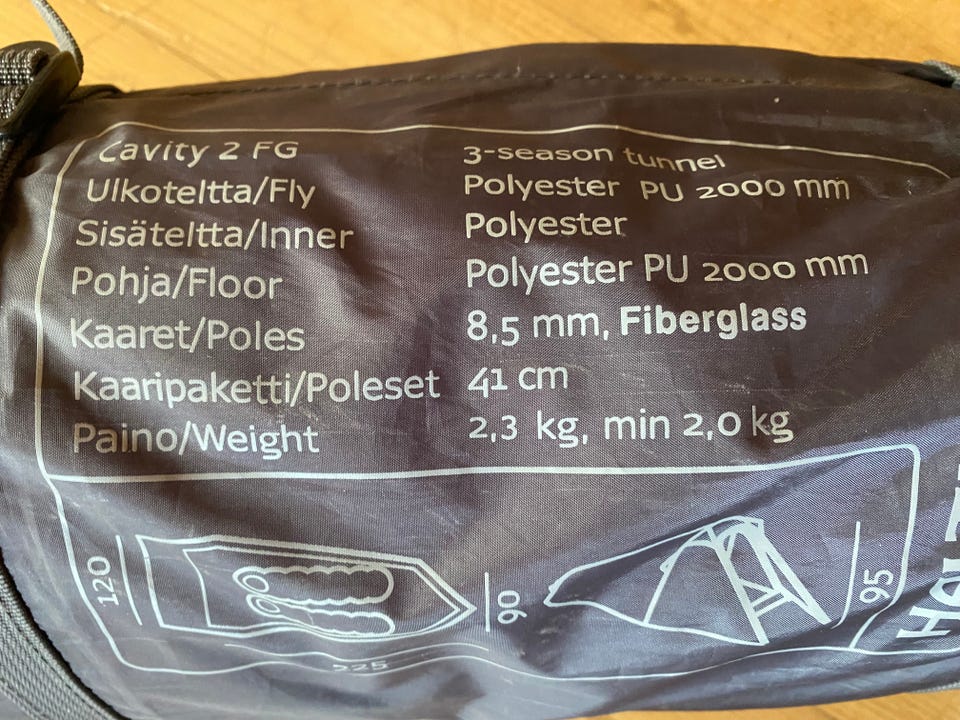 Cavity 2 FG 3-season tunnel
Ulkoteltta/Fly Polyester PU 2000 mm
Sisäteltta/Inner Polyester
Pohja/Floor Polyester PU 2000 mm
Kaaret/Poles 8,5 mm, Fiberglass
Kaaripaketti/Poleset 41 cm
Paino/Weight 2,3 kg, min 2,0 kg
120
90
225
95